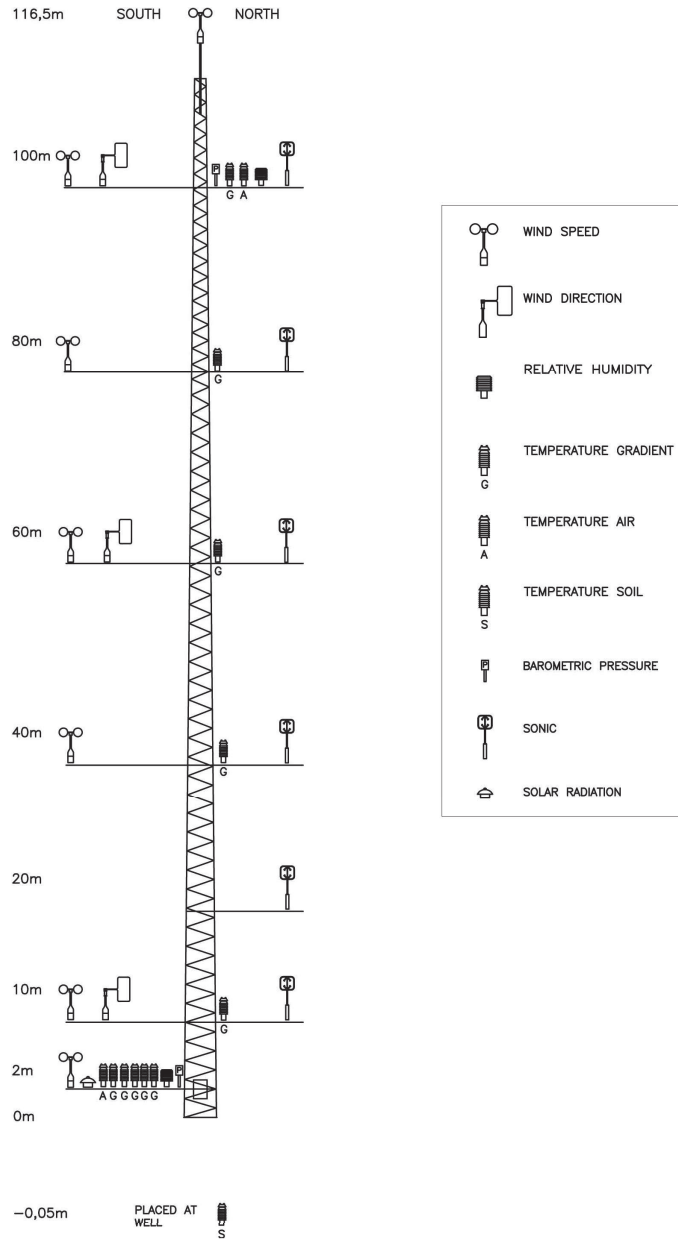 116,5m SOUTH NORTH
100m
P
G A
80m
G
60m
G
40m
G
20m
10m
G
2m
P
A G G G G G
0m
-0,05m PLACED AT
WELL
S
WIND SPEED
WIND DIRECTION
RELATIVE HUMIDITY
TEMPERATURE GRADIENT
G
TEMPERATURE AIR
A
TEMPERATURE SOIL
S
P BAROMETRIC PRESSURE
SONIC
SOLAR RADIATION